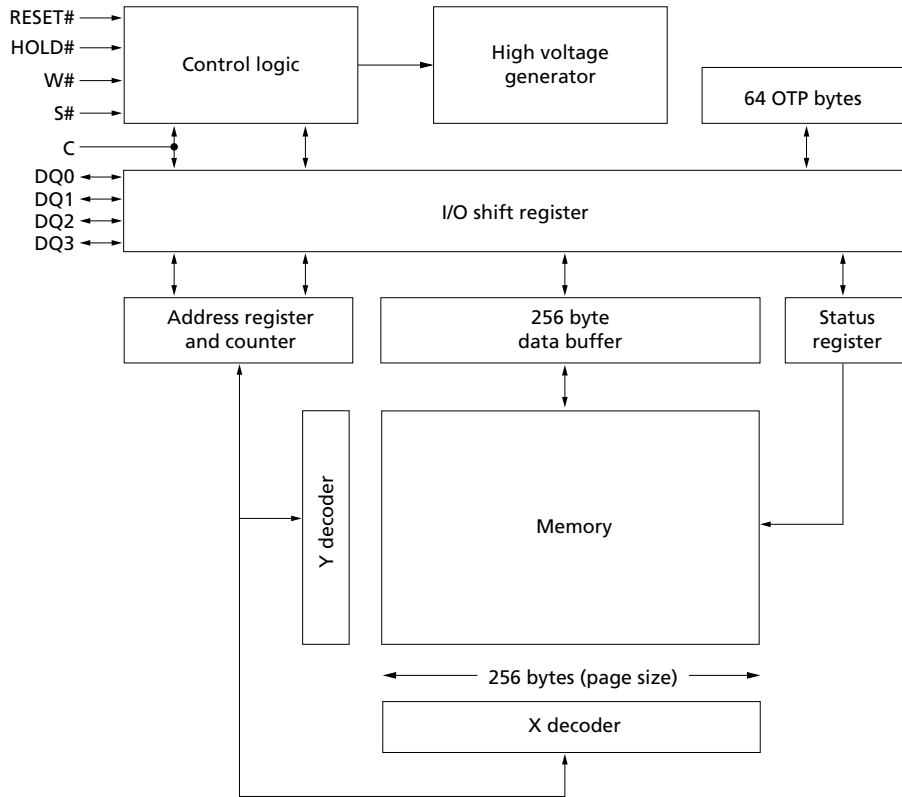 RESET#
HOLD#
W#
S#
C
Control logic
High voltage
generator
64 OTP bytes
DQ0
DQ1
DQ2
DQ3
I/O shift register
Address register
and counter
256 byte
data buffer
Status
register
Y decoder
Memory
256 bytes (page size)
X decoder